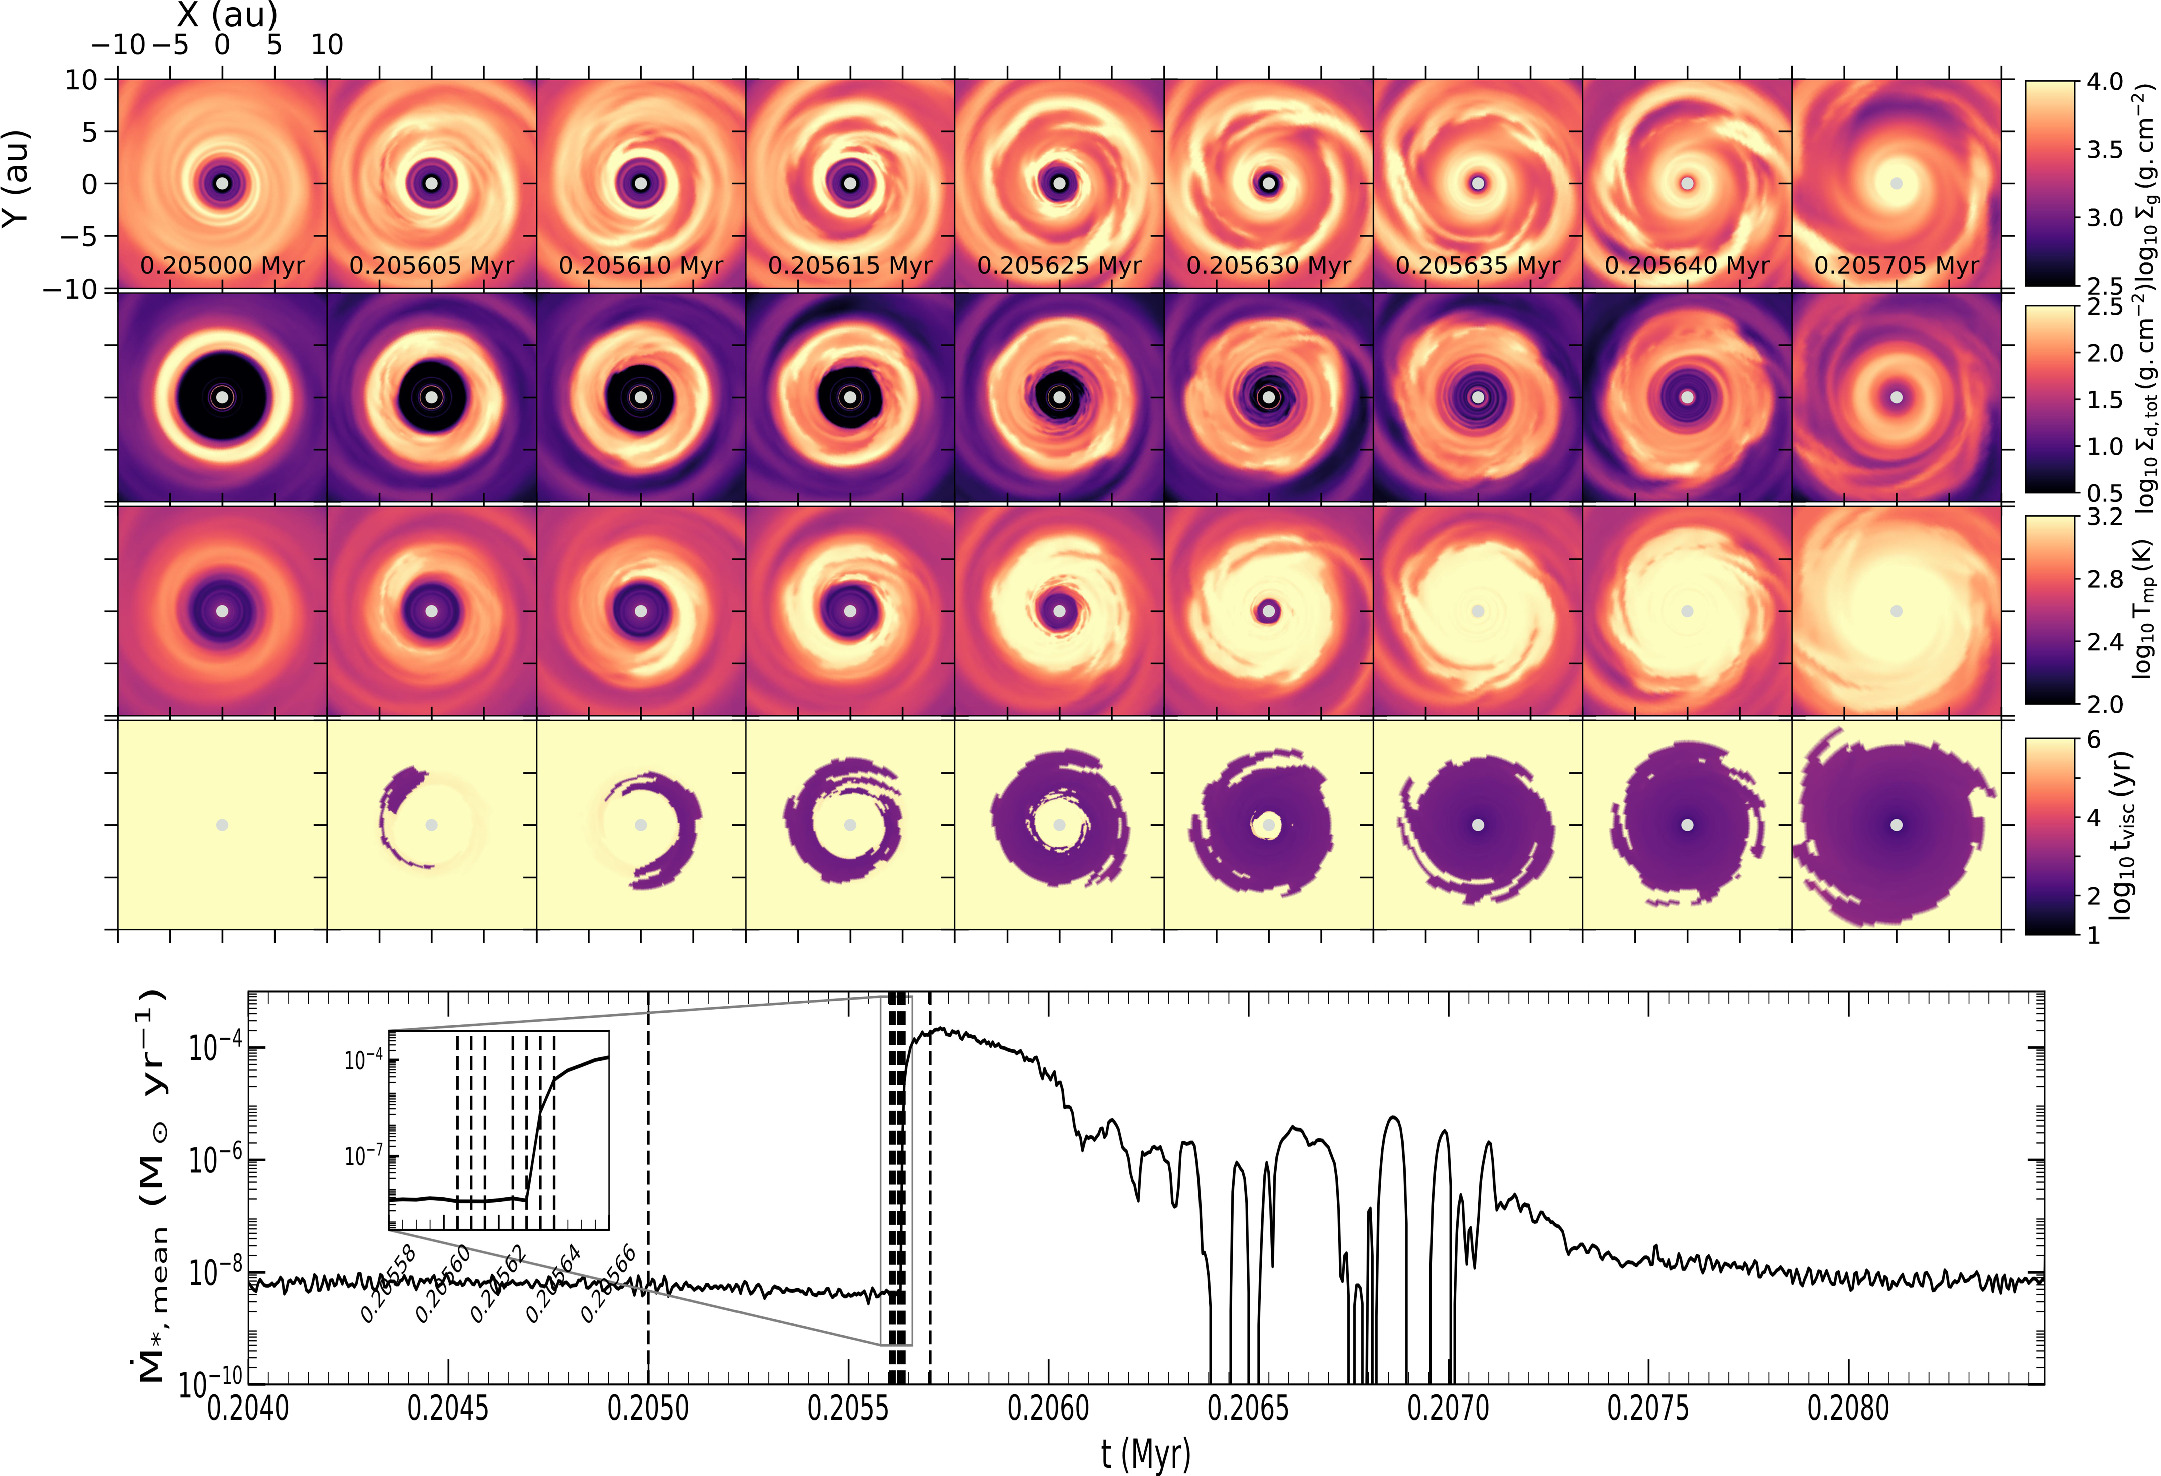 X (au)
−10 −5 0 5 10
Y (au)
10
5
0
−5
−10
0.205000 Myr
0.205605 Myr
0.205610 Myr
0.205615 Myr
0.205625 Myr
0.205630 Myr
0.205635 Myr
0.205640 Myr
0.205705 Myr
4.0
3.5
3.0
2.5
log₁₀ Σg (g. cm⁻²)
2.5
2.0
1.5
1.0
0.5
log₁₀ Σd, tot (g. cm⁻²)
3.2
2.8
2.4
2.0
log₁₀ Tmp (K)
6
4
2
1
log₁₀ tvisc (yr)
Ṁ*, mean (M⊙ yr⁻¹)
10⁻⁴
10⁻⁶
10⁻⁸
10⁻¹⁰
10⁻⁴
10⁻⁷
0.20558
0.20560
0.20562
0.20564
0.20566
0.2040
0.2045
0.2050
0.2055
0.2060
0.2065
0.2070
0.2075
0.2080
t (Myr)